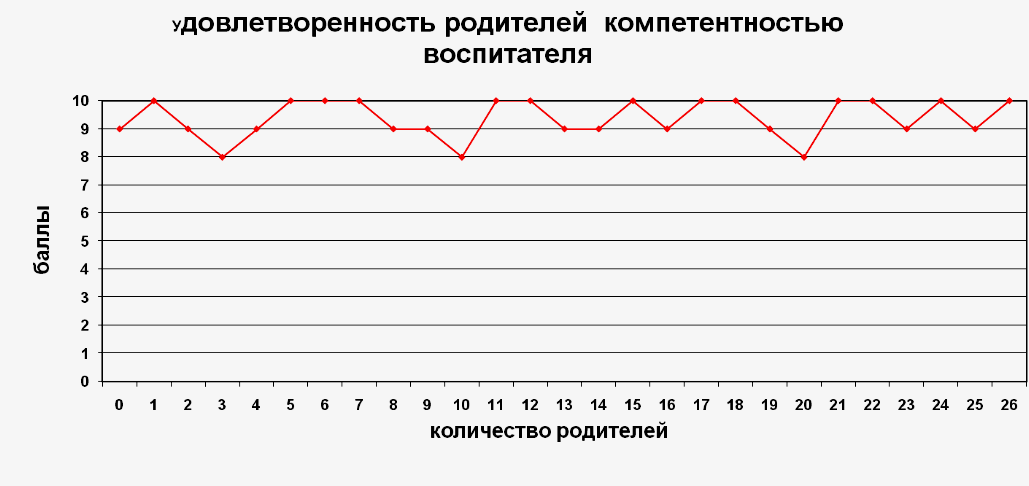 Удовлетворенность родителей компетентностью
воспитателя
10
9
8
7
6
5
4
3
2
1
0
баллы
0 1 2 3 4 5 6 7 8 9 10 11 12 13 14 15 16 17 18 19 20 21 22 23 24 25 26
количество родителей